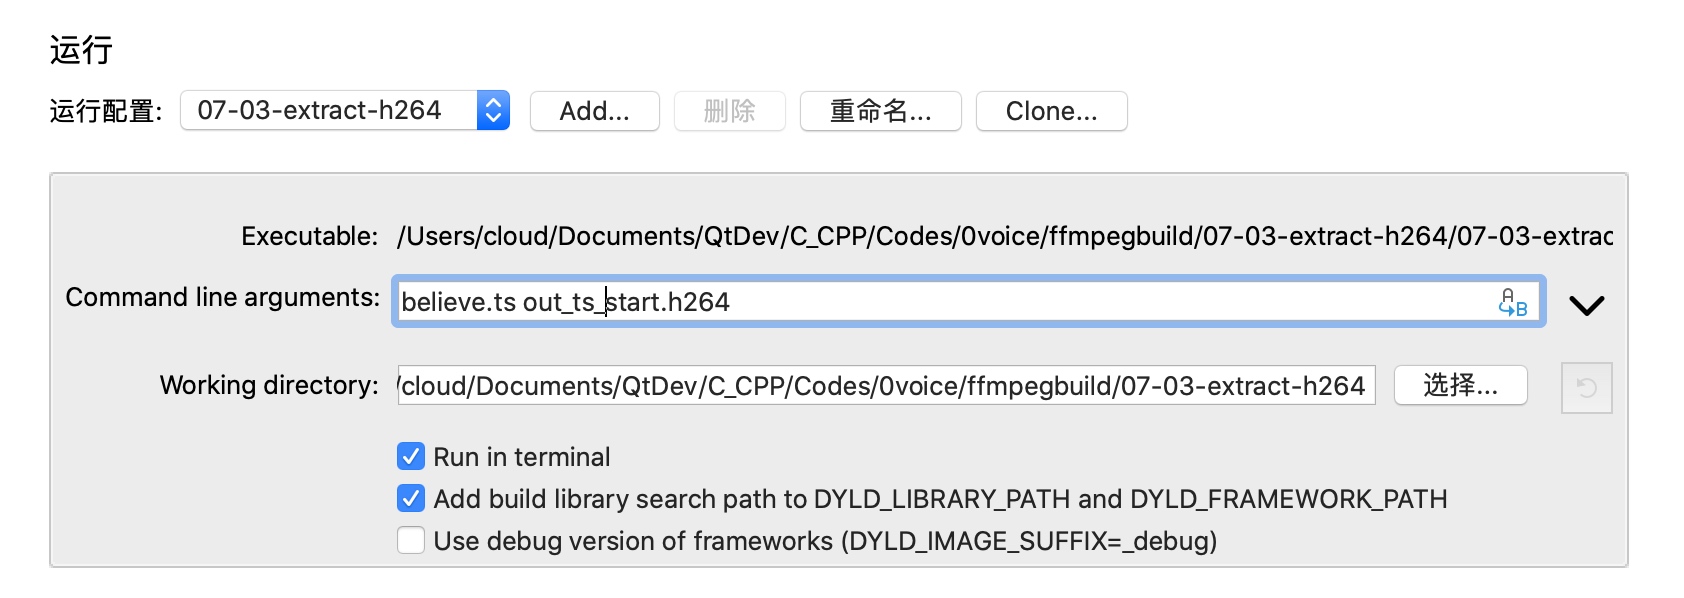 运行
运行配置: 07-03-extract-h264 Add... 删除 重命名... Clone...
Executable: /Users/cloud/Documents/QtDev/C_CPP/Codes/0voice/ffmpegbuild/07-03-extract-h264/07-03-extrac
Command line arguments: believe.ts out_ts_start.h264
Working directory: /cloud/Documents/QtDev/C_CPP/Codes/0voice/ffmpegbuild/07-03-extract-h264 选择...
Run in terminal
Add build library search path to DYLD_LIBRARY_PATH and DYLD_FRAMEWORK_PATH
Use debug version of frameworks (DYLD_IMAGE_SUFFIX=_debug)